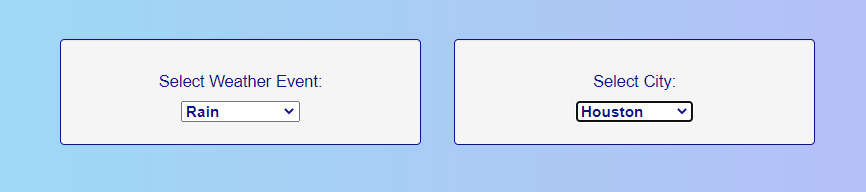 Select Weather Event:
Rain
Select City:
Houston